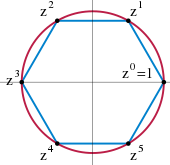 z² z¹
z³ z⁰=1
z⁴ z⁵